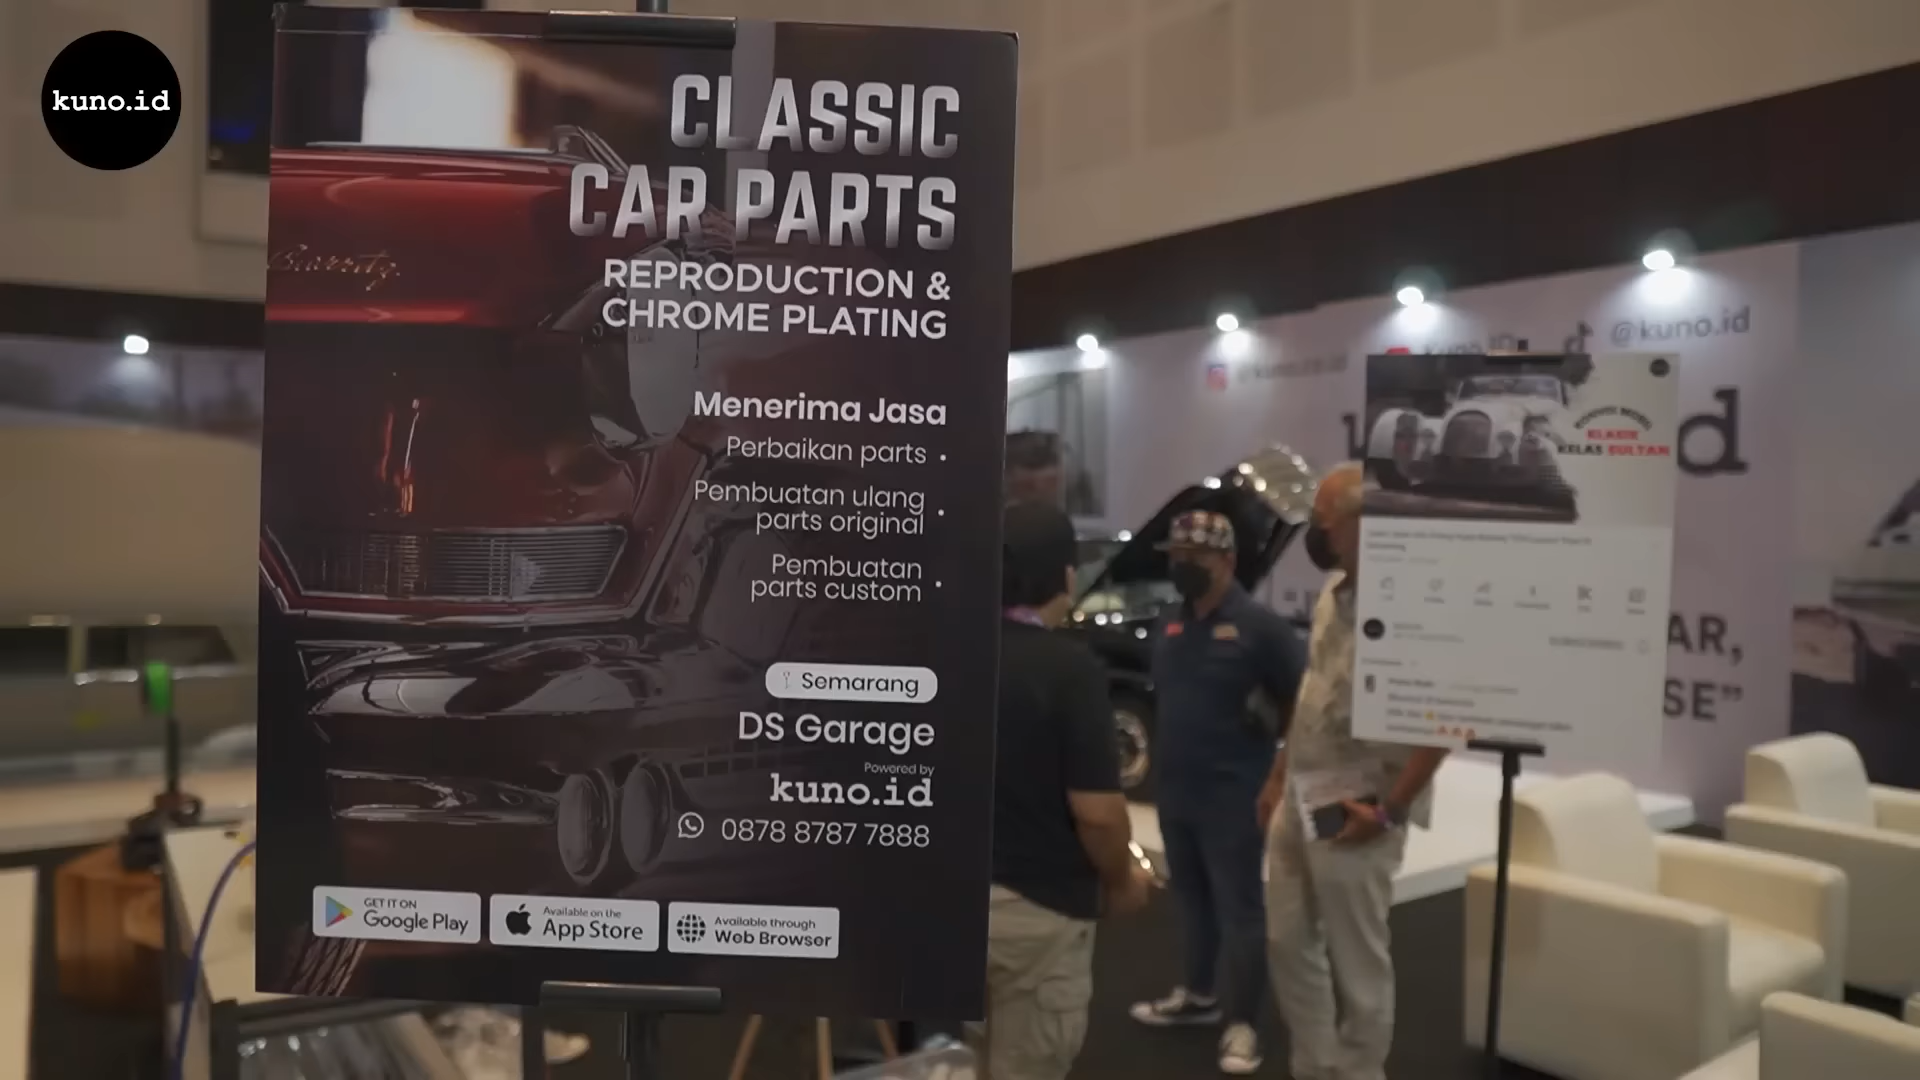 kuno.id
CLASSIC
CAR PARTS
REPRODUCTION &
CHROME PLATING
Menerima Jasa
Perbaikan parts •
Pembuatan ulang •
parts original
Pembuatan •
parts custom
Semarang
DS Garage
Powered by
kuno.id
0878 8787 7888
GET IT ON
Google Play
Available on the
App Store
Available through
Web Browser
Biarritz
@kuno.id
d
KLASIK
KELAS SULTAN
AR,
SE”